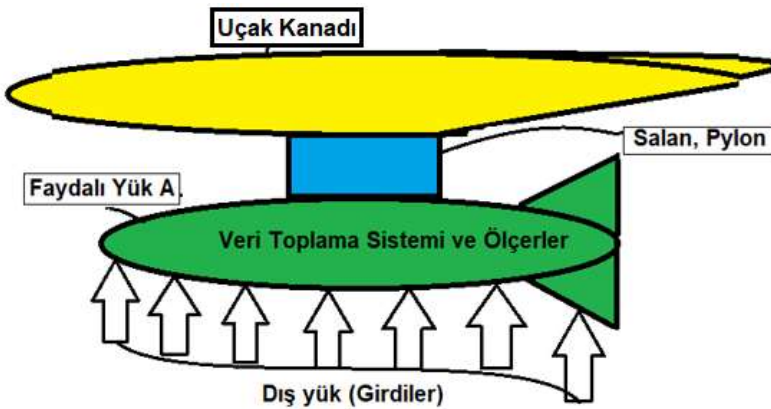 Uçak Kanadı
Salan, Pylon
Faydalı Yük A.
Veri Toplama Sistemi ve Ölçerler
Dış yük (Girdiler)